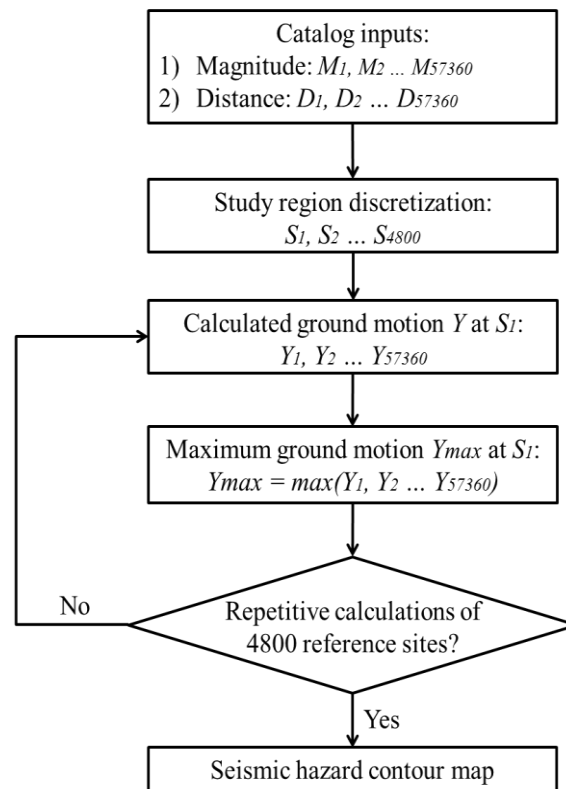 Catalog inputs:
1) Magnitude: M1, M2 ... M57360
2) Distance: D1, D2 ... D57360
Study region discretization:
S1, S2 ... S4800
Calculated ground motion Y at S1:
Y1, Y2 ... Y57360
Maximum ground motion Ymax at S1:
Ymax = max(Y1, Y2 ... Y57360)
No
Repetitive calculations of
4800 reference sites?
Yes
Seismic hazard contour map